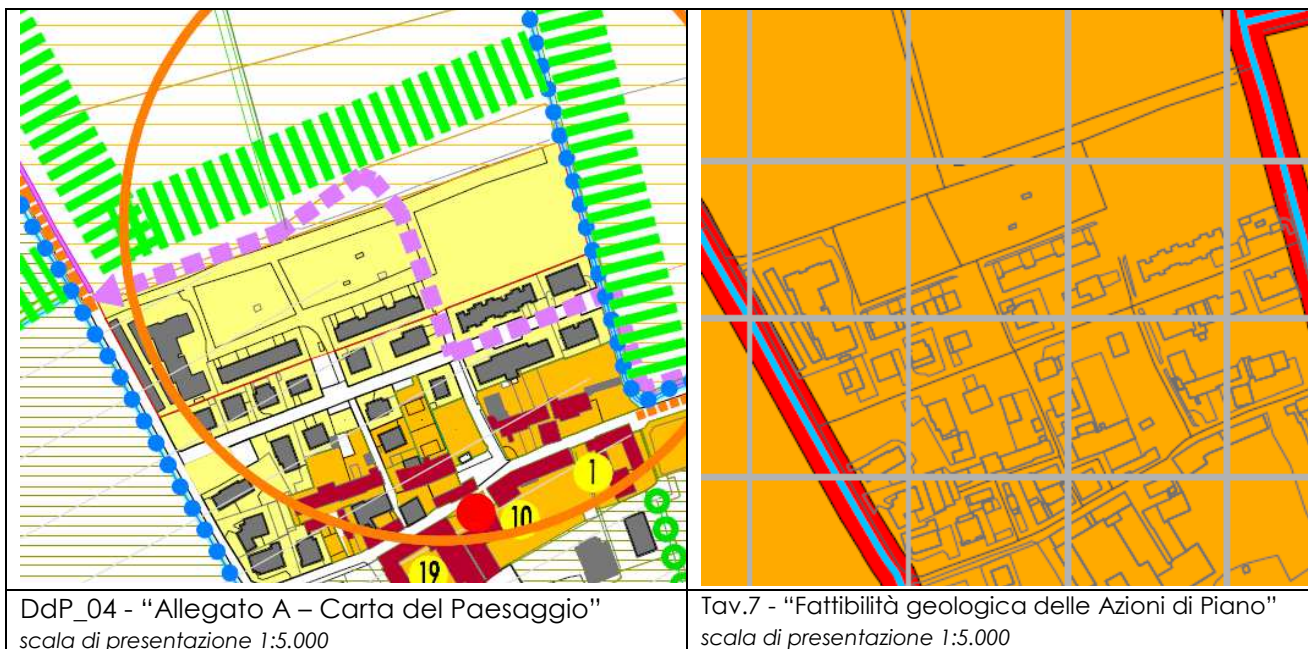 1
10
19
DdP_04 - “Allegato A – Carta del Paesaggio”
scala di presentazione 1:5.000
Tav.7 - “Fattibilità geologica delle Azioni di Piano”
scala di presentazione 1:5.000